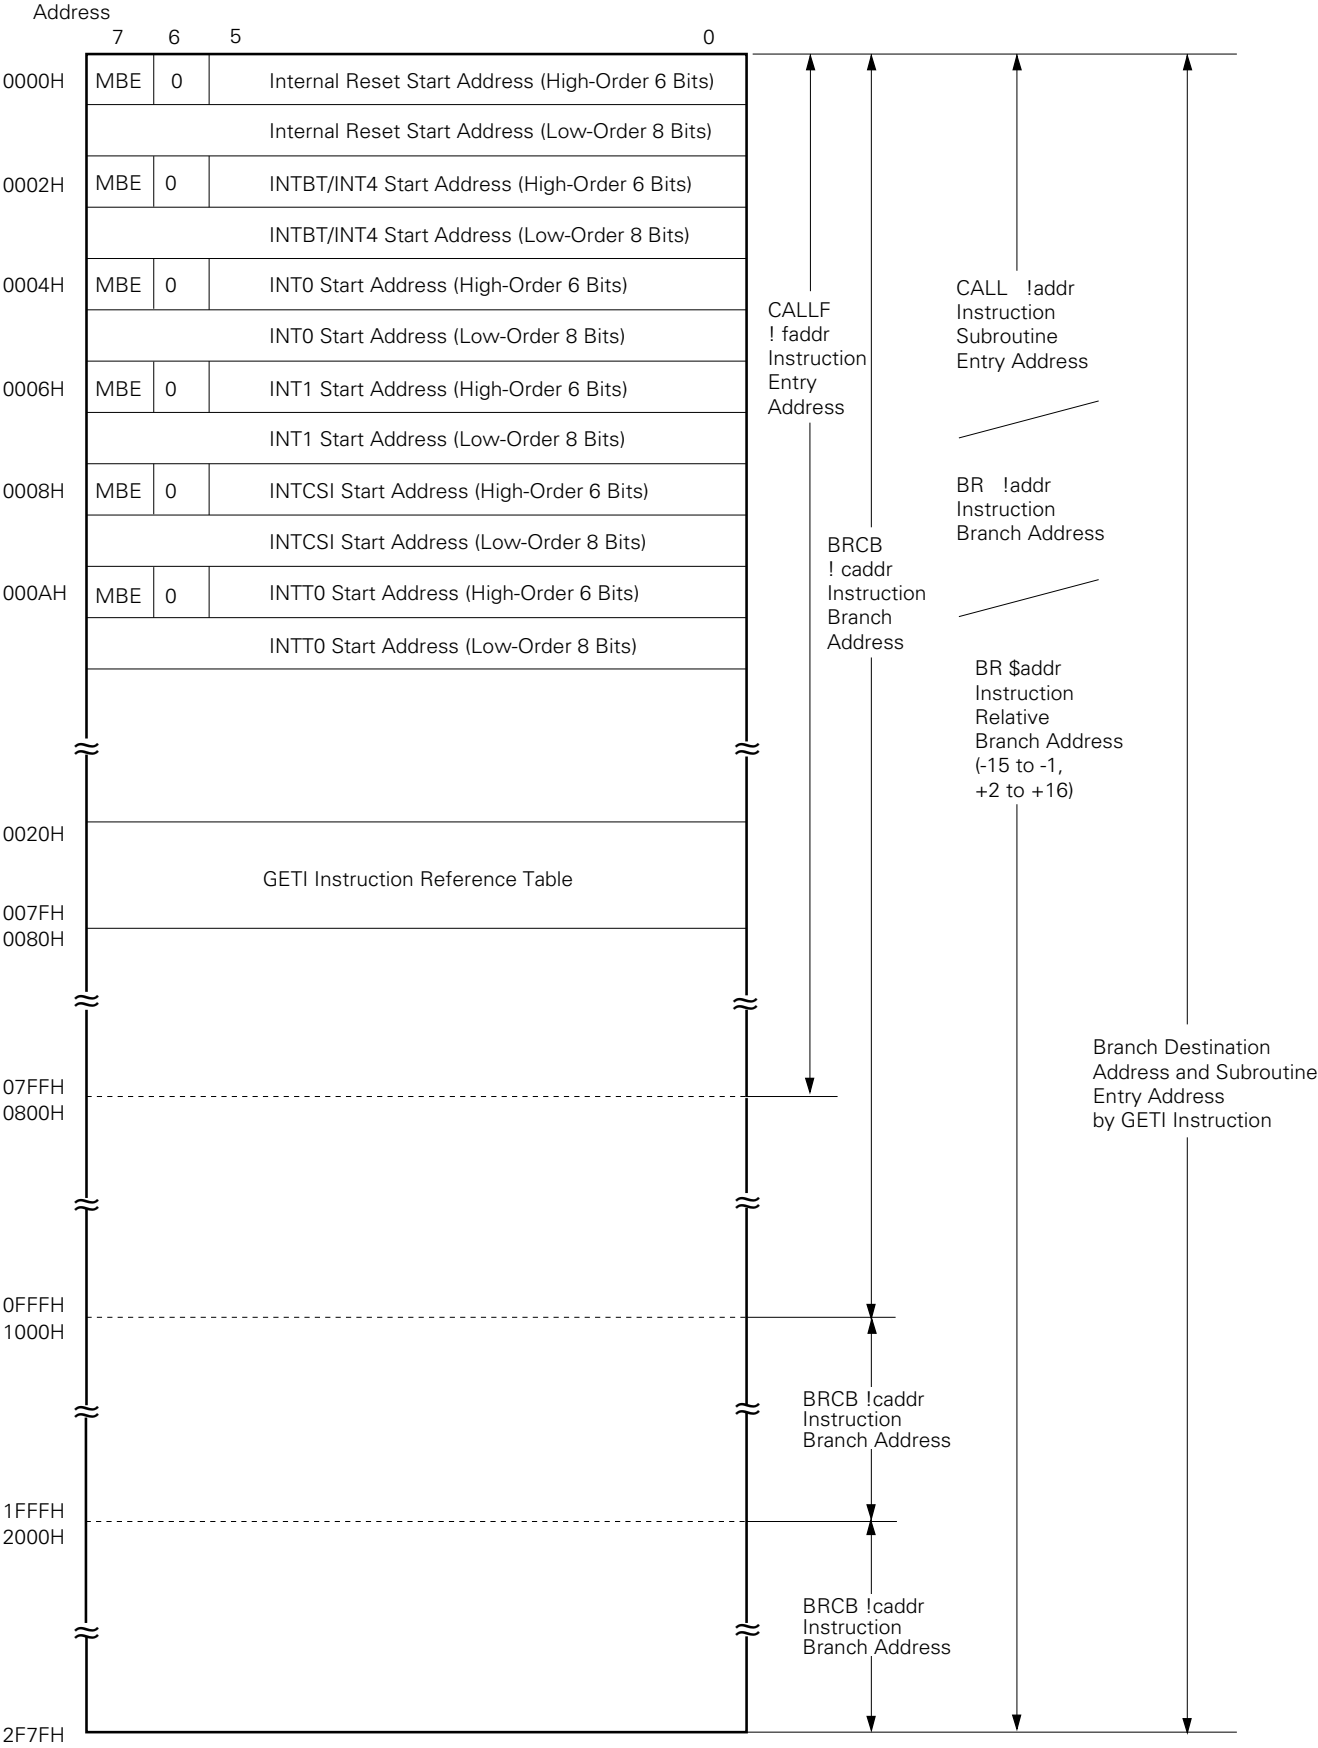 Address
7 6 5 0
0000H MBE 0 Internal Reset Start Address (High-Order 6 Bits)
Internal Reset Start Address (Low-Order 8 Bits)
0002H MBE 0 INTBT/INT4 Start Address (High-Order 6 Bits)
INTBT/INT4 Start Address (Low-Order 8 Bits)
0004H MBE 0 INT0 Start Address (High-Order 6 Bits)
INT0 Start Address (Low-Order 8 Bits)
0006H MBE 0 INT1 Start Address (High-Order 6 Bits)
INT1 Start Address (Low-Order 8 Bits)
0008H MBE 0 INTCSI Start Address (High-Order 6 Bits)
INTCSI Start Address (Low-Order 8 Bits)
000AH MBE 0 INTT0 Start Address (High-Order 6 Bits)
INTT0 Start Address (Low-Order 8 Bits)
0020H
GETI Instruction Reference Table
007FH
0080H
07FFH
0800H
0FFFH
1000H
1FFFH
2000H
2F7FH
CALLF
! faddr
Instruction
Entry
Address
BRCB
! caddr
Instruction
Branch
Address
BRCB !caddr
Instruction
Branch Address
BRCB !caddr
Instruction
Branch Address
CALL !addr
Instruction
Subroutine
Entry Address
BR !addr
Instruction
Branch Address
BR $addr
Instruction
Relative
Branch Address
(-15 to -1,
+2 to +16)
Branch Destination
Address and Subroutine
Entry Address
by GETI Instruction